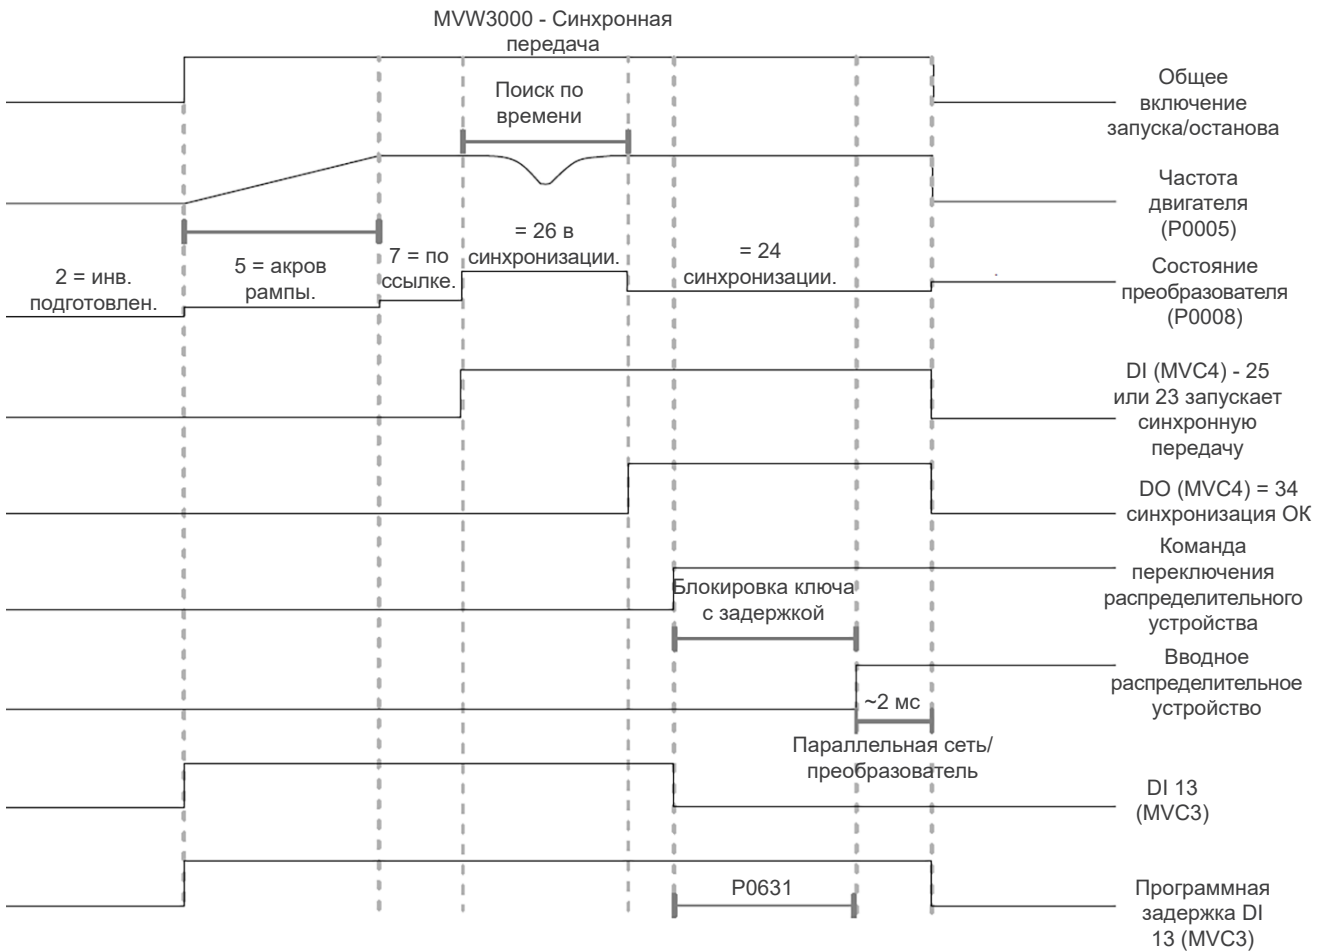 MVW3000 - Синхронная
передача
Поиск по
времени
Общее
включение
запуска/останова
Частота
двигателя
(P0005)
2 = инв.
подготовлен.
5 = акров
рампы.
7 = по
ссылке.
= 26 в
синхронизации.
= 24
синхронизации.
Состояние
преобразователя
(P0008)
DI (MVC4) - 25
или 23 запускает
синхронную
передачу
DO (MVC4) = 34
синхронизация ОК
Команда
переключения
распределительного
устройства
Блокировка ключа
с задержкой
Вводное
распределительное
устройство
~2 мс
Параллельная сеть/
преобразователь
DI 13
(MVC3)
P0631
Программная
задержка DI
13 (MVC3)